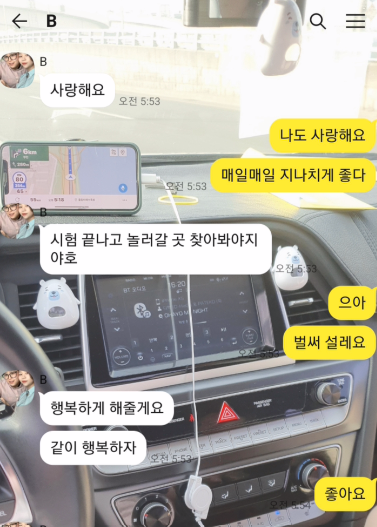 B
B
사랑해요
오전 5:53
나도 사랑해요
매일매일 지나치게 좋다
오전 5:53
B
시험 끝나고 놀러갈 곳 찾아봐야지
야호
오전 5:53
으아
벌써 설레요
오전 5:53
B
행복하게 해줄게요
같이 행복하자
오전 5:53
좋아요
오전 5:54